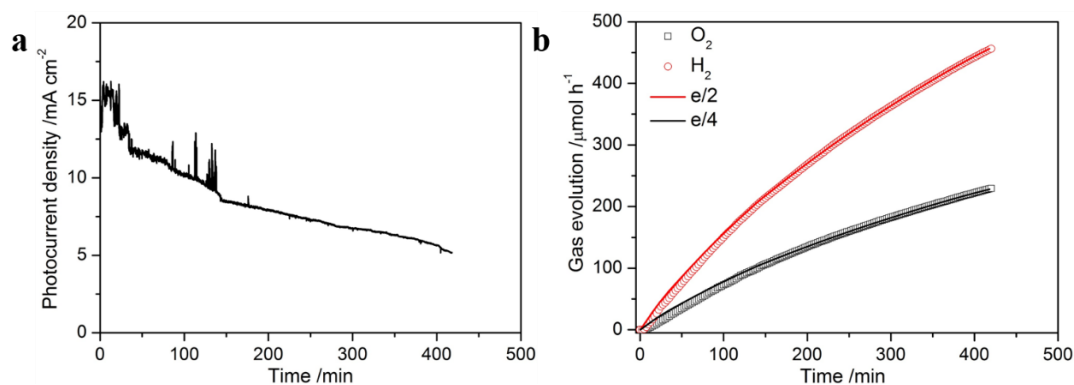 a
Photocurrent density /mA cm⁻²
20
15
10
5
0
0 100 200 300 400 500
Time /min
b
Gas evolution /μmol h⁻¹
500
400
300
200
100
0
O₂
H₂
e/2
e/4
0 100 200 300 400 500
Time /min